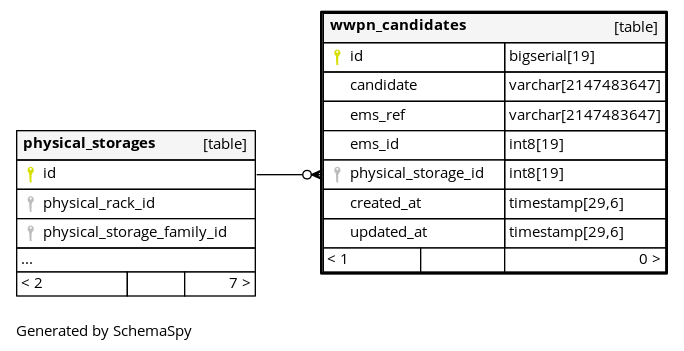 wwpn_candidates [table]
id bigserial[19]
candidate varchar[2147483647]
ems_ref varchar[2147483647]
ems_id int8[19]
physical_storage_id int8[19]
created_at timestamp[29,6]
updated_at timestamp[29,6]
< 1 0 >
physical_storages [table]
id
physical_rack_id
physical_storage_family_id
...
< 2 7 >
Generated by SchemaSpy